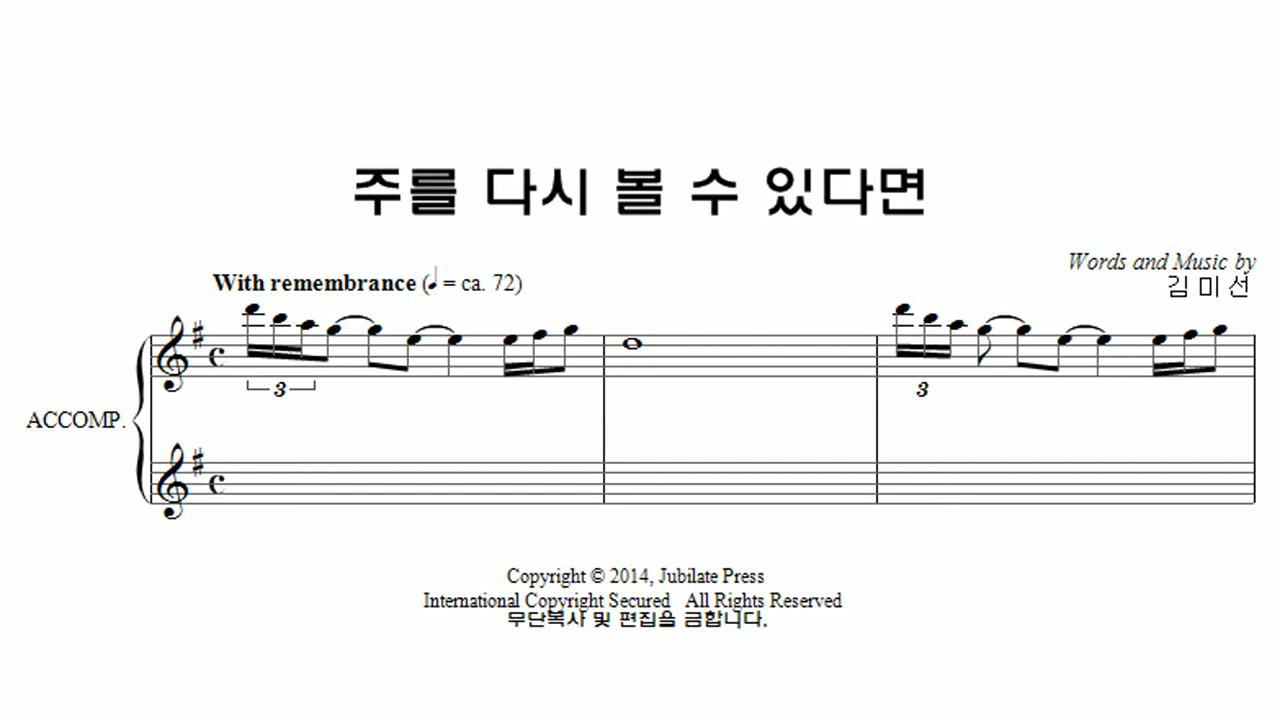 주를 다시 볼 수 있다면
Words and Music by
김 미 선
With remembrance (♩ = ca. 72)
3
3
ACCOMP.
Copyright © 2014, Jubilate Press
International Copyright Secured All Rights Reserved
무단복사 및 편집을 금합니다.